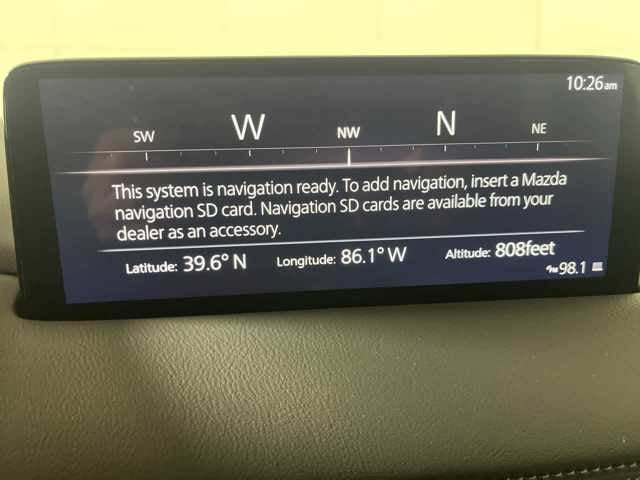 10:26am
SW W NW N NE
This system is navigation ready. To add navigation, insert a Mazda
navigation SD card. Navigation SD cards are available from your
dealer as an accessory.
Latitude: 39.6° N Longitude: 86.1° W Altitude: 808feet
FM 98.1